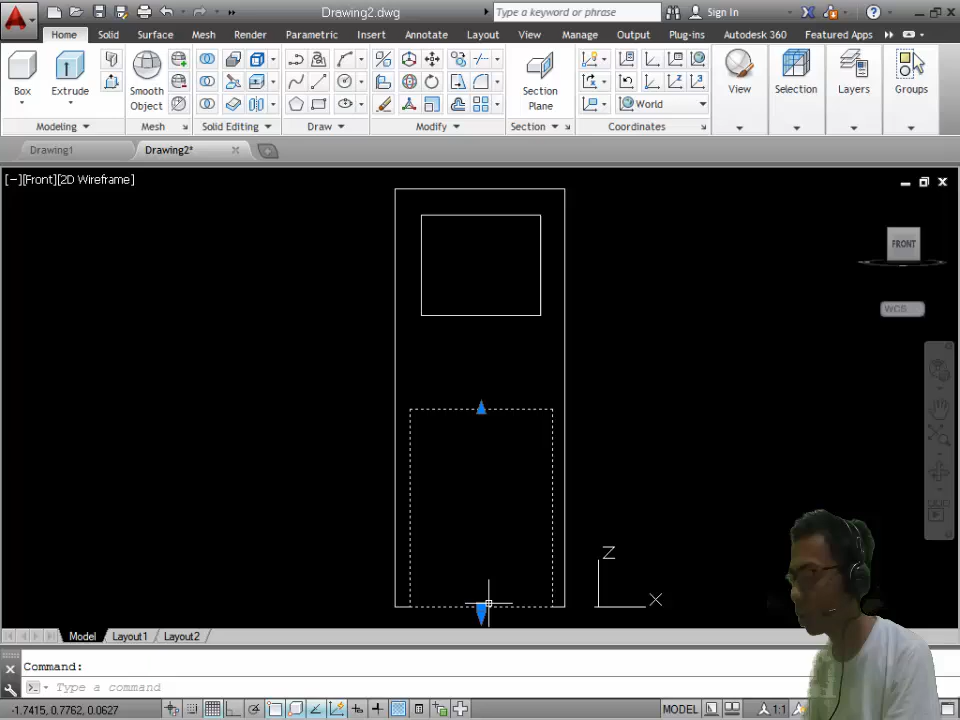 Drawing2.dwg
Type a keyword or phrase
Sign In
Home Solid Surface Mesh Render Parametric Insert Annotate Layout View Manage Output Plug-ins Autodesk 360 Featured Apps
Box
Extrude
Smooth Object
Section Plane
World
View
Selection
Layers
Groups
Modeling Mesh Solid Editing Draw Modify Section Coordinates
Drawing1 Drawing2*
[−][Front][2D Wireframe]
FRONT
WCS
Z
X
Model Layout1 Layout2
Command:
Type a command
-1.7415, 0.7762, 0.0627
MODEL
1:1